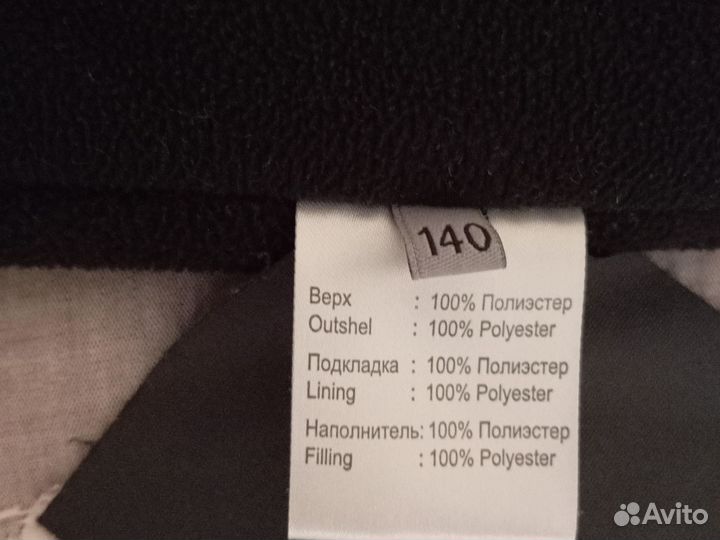 140
Верх : 100% Полиэстер
Outshel : 100% Polyester
Подкладка : 100% Полиэстер
Lining : 100% Polyester
Наполнитель: 100% Полиэстер
Filling : 100% Polyester
Avito